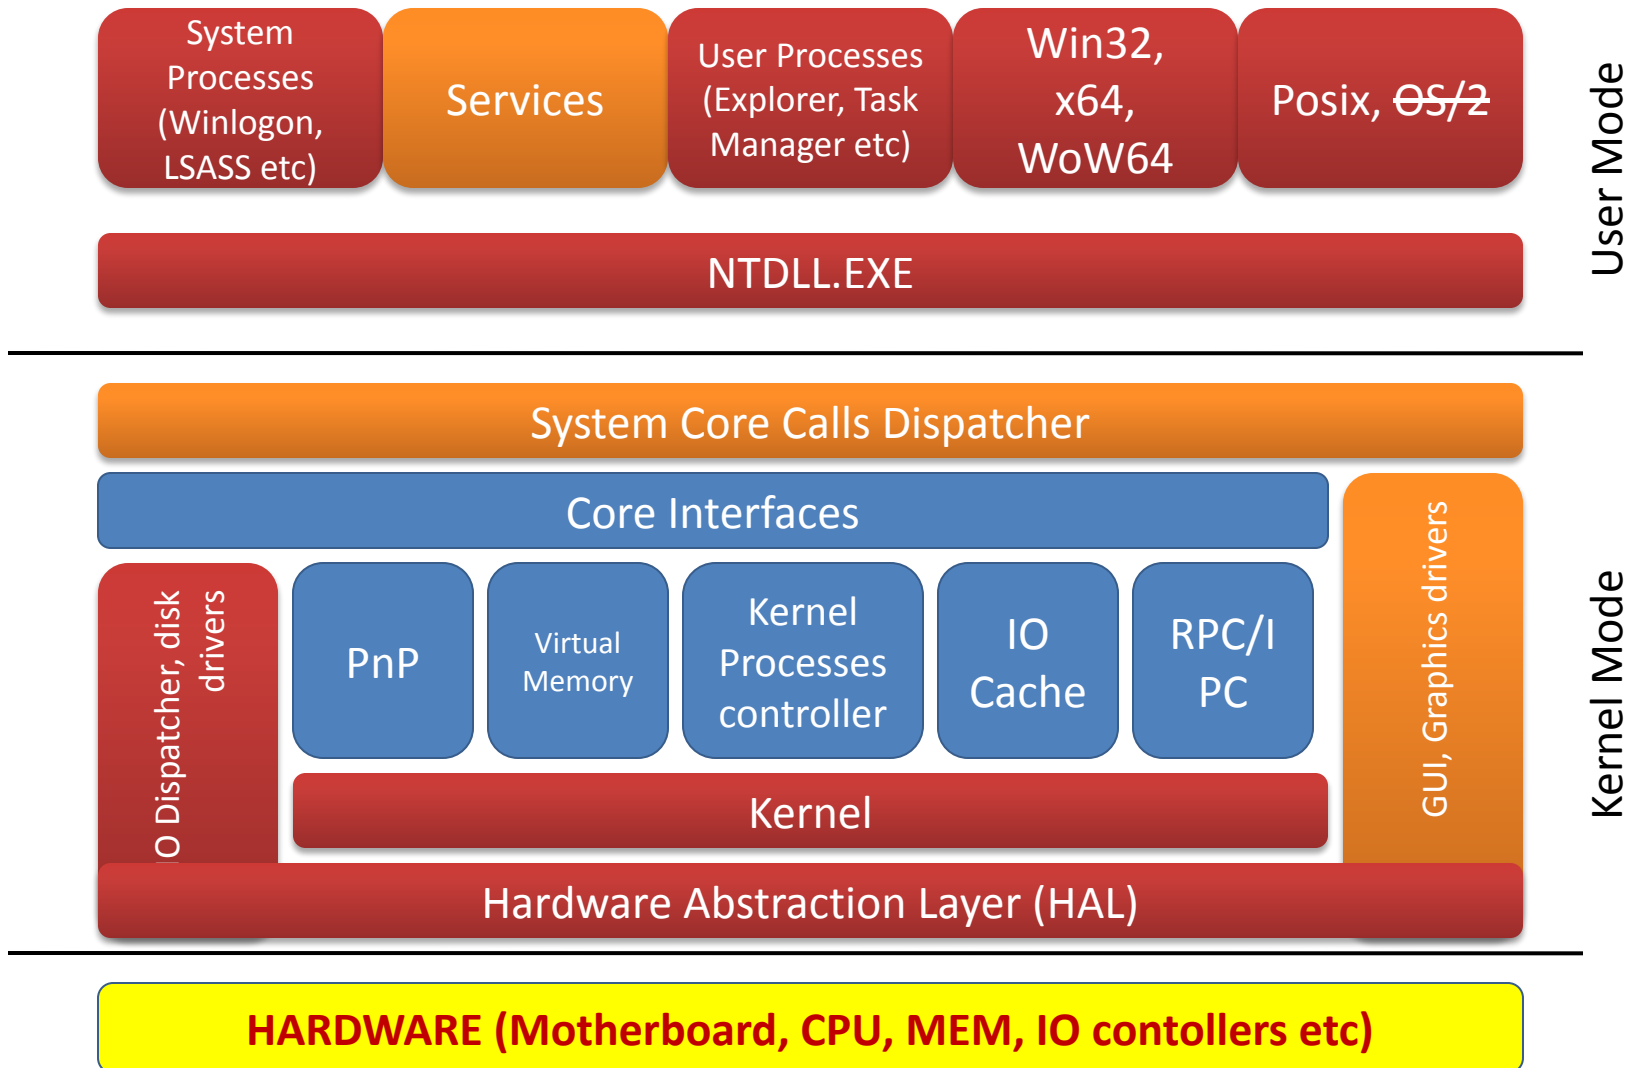 System
Processes
(Winlogon,
LSASS etc)
Services
User Processes
(Explorer, Task
Manager etc)
Win32,
x64,
WoW64
Posix, OS/2
User Mode
NTDLL.EXE
System Core Calls Dispatcher
Core Interfaces
IO Dispatcher, disk
drivers
PnP
Virtual
Memory
Kernel
Processes
controller
IO
Cache
RPC/I
PC
GUI, Graphics drivers
Kernel Mode
Kernel
Hardware Abstraction Layer (HAL)
HARDWARE (Motherboard, CPU, MEM, IO contollers etc)